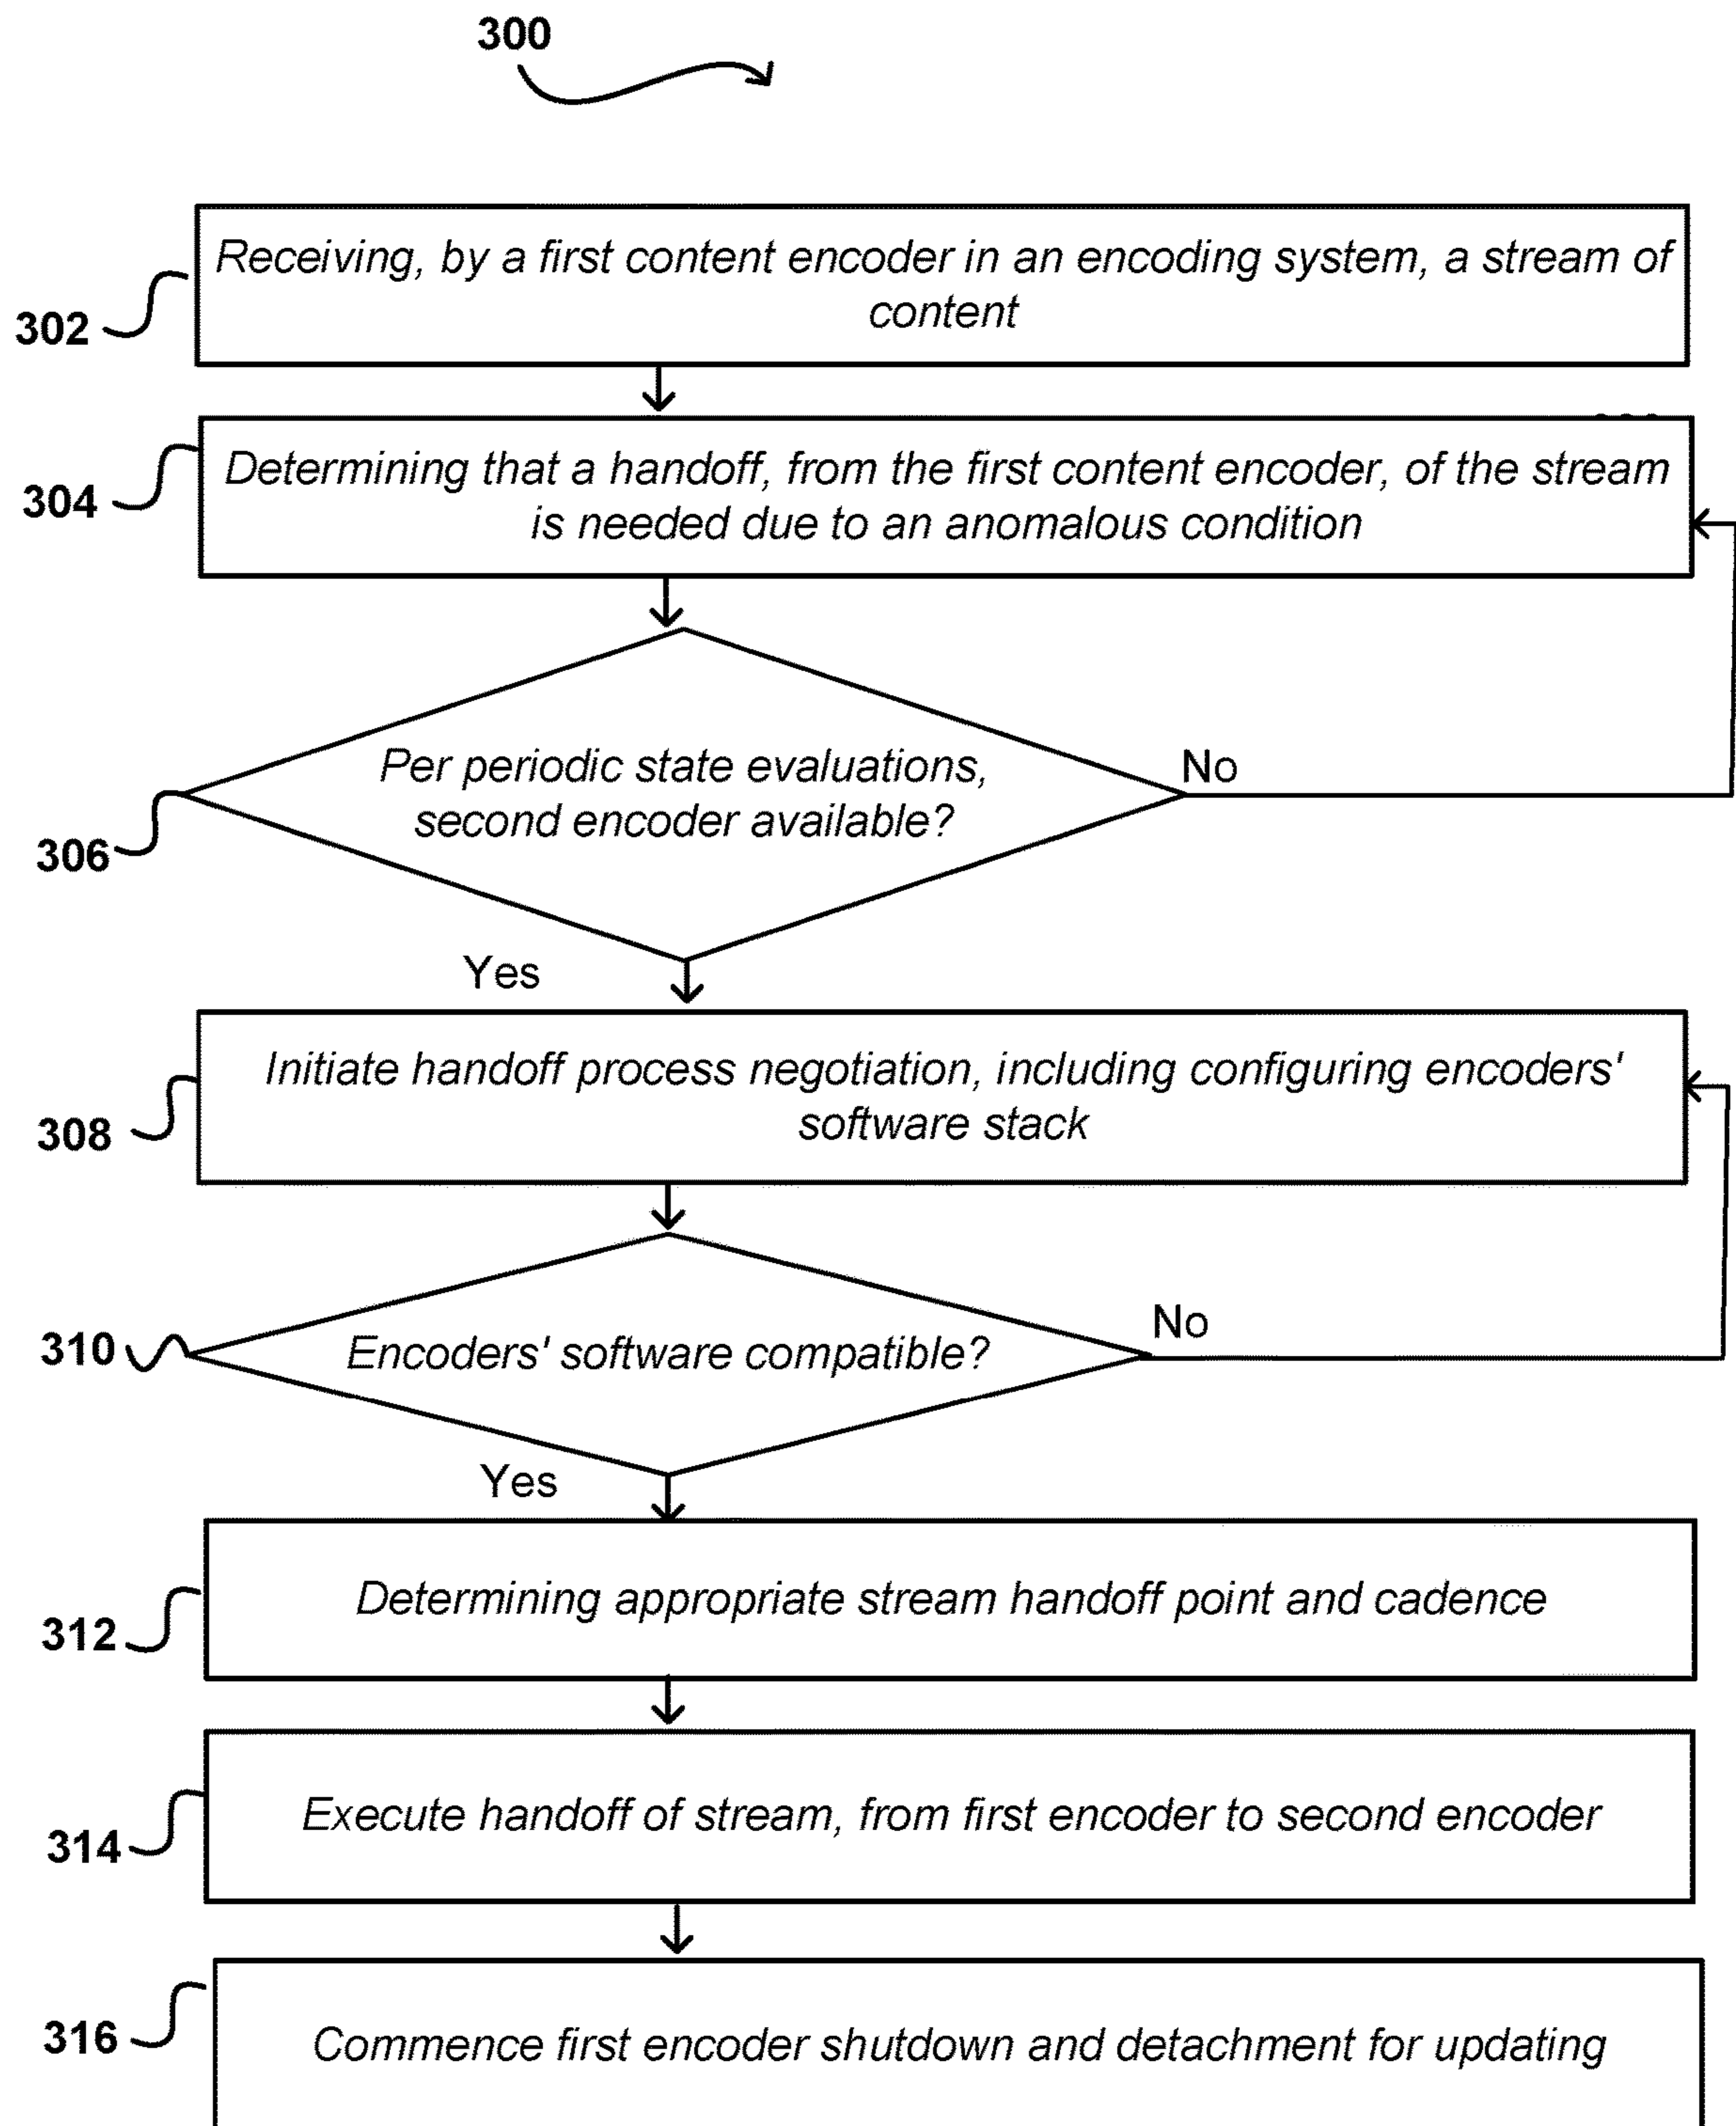 300
302
Receiving, by a first content encoder in an encoding system, a stream of
content
304
Determining that a handoff, from the first content encoder, of the stream
is needed due to an anomalous condition
306
Per periodic state evaluations,
second encoder available?
No
Yes
308
Initiate handoff process negotiation, including configuring encoders'
software stack
310
Encoders' software compatible?
No
Yes
312
Determining appropriate stream handoff point and cadence
314
Execute handoff of stream, from first encoder to second encoder
316
Commence first encoder shutdown and detachment for updating